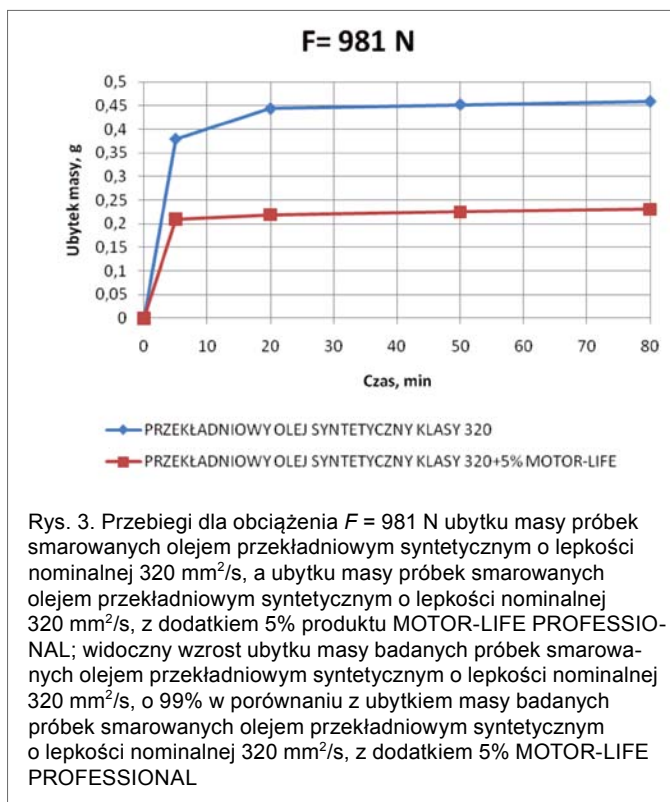 F= 981 N
0,5
0,45
0,4
0,35
0,3
0,25
0,2
0,15
0,1
0,05
0
Ubytek masy, g
0 10 20 30 40 50 60 70 80
Czas, min
PRZEKŁADNIOWY OLEJ SYNTETYCZNY KLASY 320
PRZEKŁADNIOWY OLEJ SYNTETYCZNY KLASY 320+5% MOTOR-LIFE
Rys. 3. Przebiegi dla obciążenia F = 981 N ubytku masy próbek
smarowanych olejem przekładniowym syntetycznym o lepkości
nominalnej 320 mm²/s, a ubytku masy próbek smarowanych
olejem przekładniowym syntetycznym o lepkości nominalnej
320 mm²/s, z dodatkiem 5% produktu MOTOR-LIFE PROFESSIO-
NAL; widoczny wzrost ubytku masy badanych próbek smarowa-
nych olejem przekładniowym syntetycznym o lepkości nominalnej
320 mm²/s, o 99% w porównaniu z ubytkiem masy badanych
próbek smarowanych olejem przekładniowym syntetycznym
o lepkości nominalnej 320 mm²/s, z dodatkiem 5% MOTOR-LIFE
PROFESSIONAL